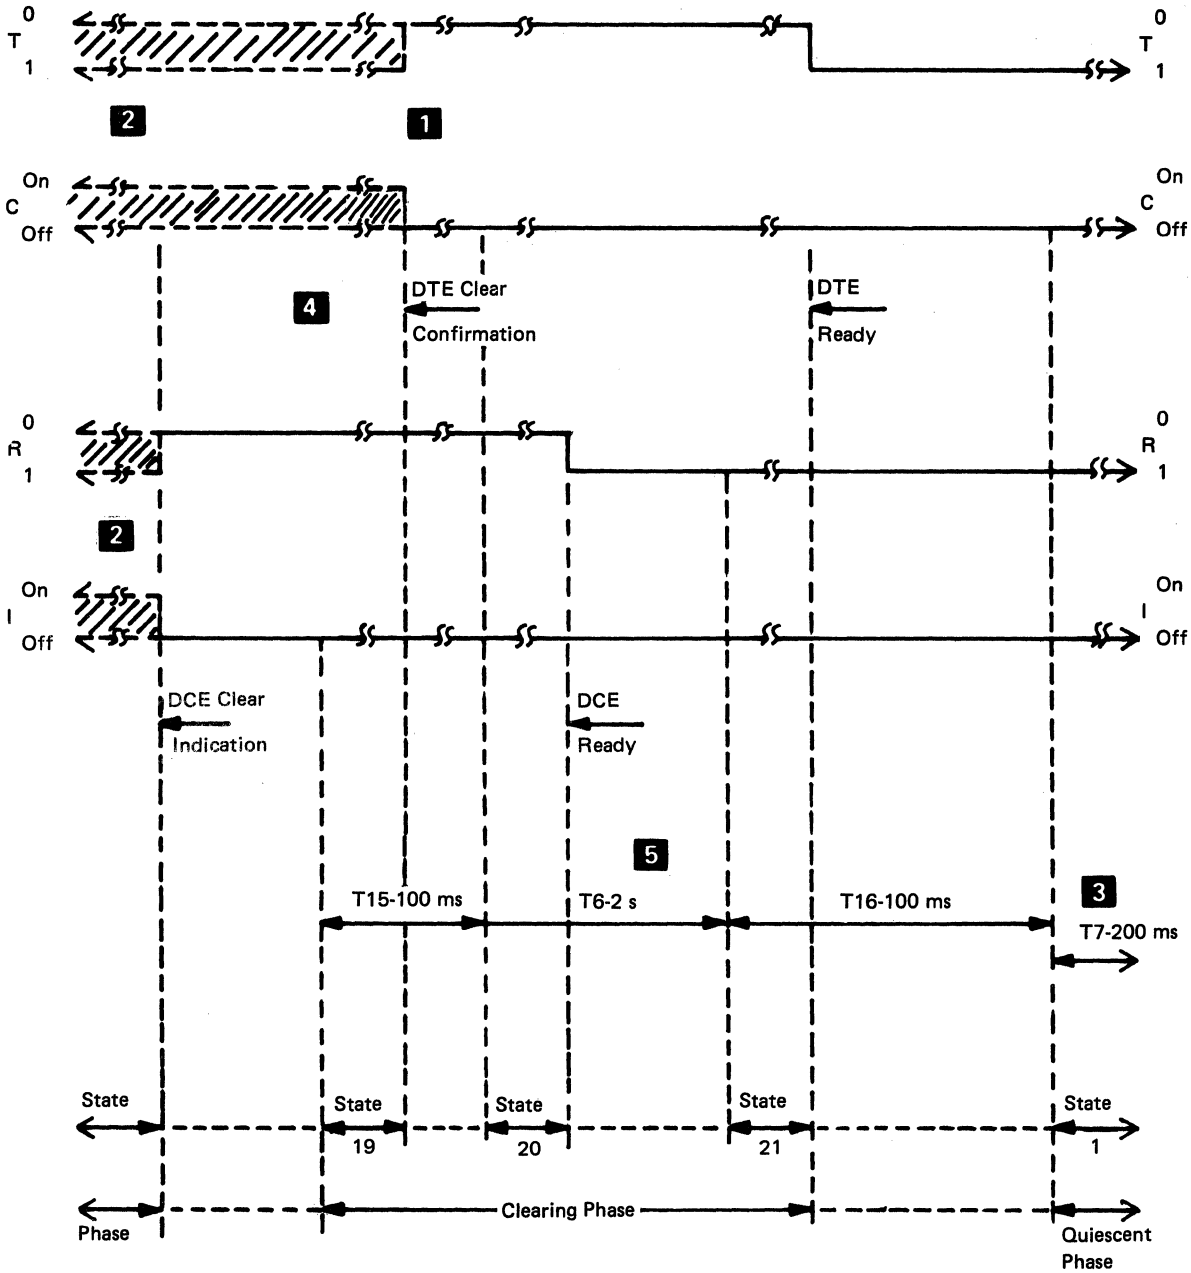 0
T
1
0
T
1
2
1
On
C
Off
On
C
Off
4
DTE Clear
Confirmation
DTE
Ready
0
R
1
0
R
1
2
On
I
Off
On
I
Off
DCE Clear
Indication
DCE
Ready
5
3
T15-100 ms
T6-2 s
T16-100 ms
T7-200 ms
State
State
19
State
20
State
21
State
1
Clearing Phase
Phase
Quiescent
Phase